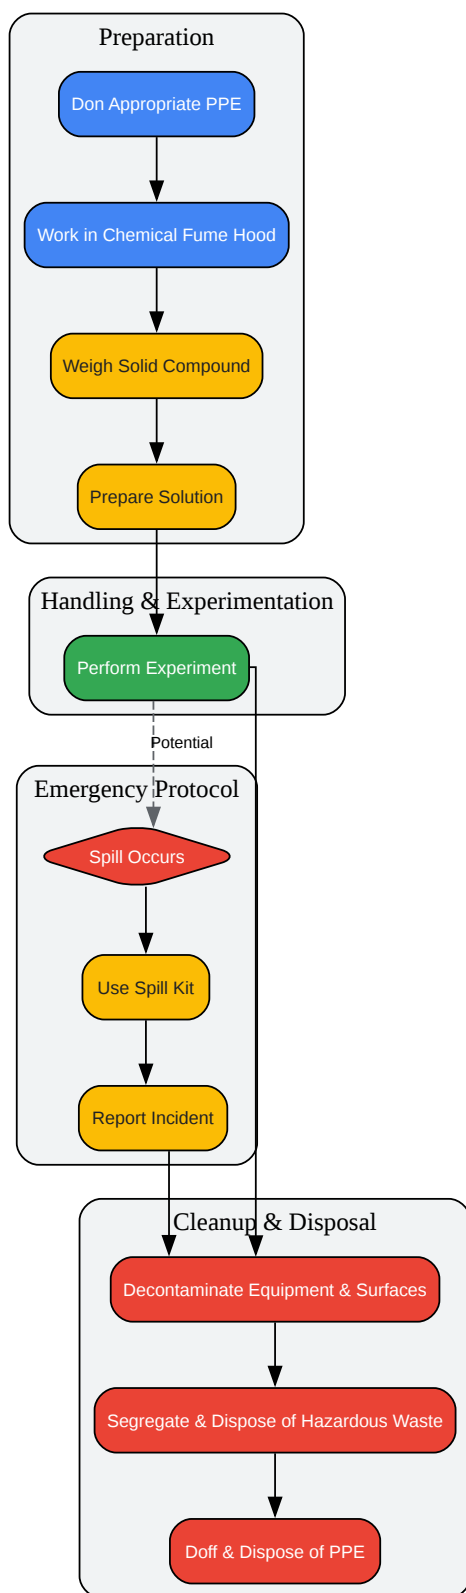 Preparation
Don Appropriate PPE
Work in Chemical Fume Hood
Weigh Solid Compound
Prepare Solution
Handling & Experimentation
Perform Experiment
Potential
Emergency Protocol
Spill Occurs
Use Spill Kit
Report Incident
Cleanup & Disposal
Decontaminate Equipment & Surfaces
Segregate & Dispose of Hazardous Waste
Doff & Dispose of PPE